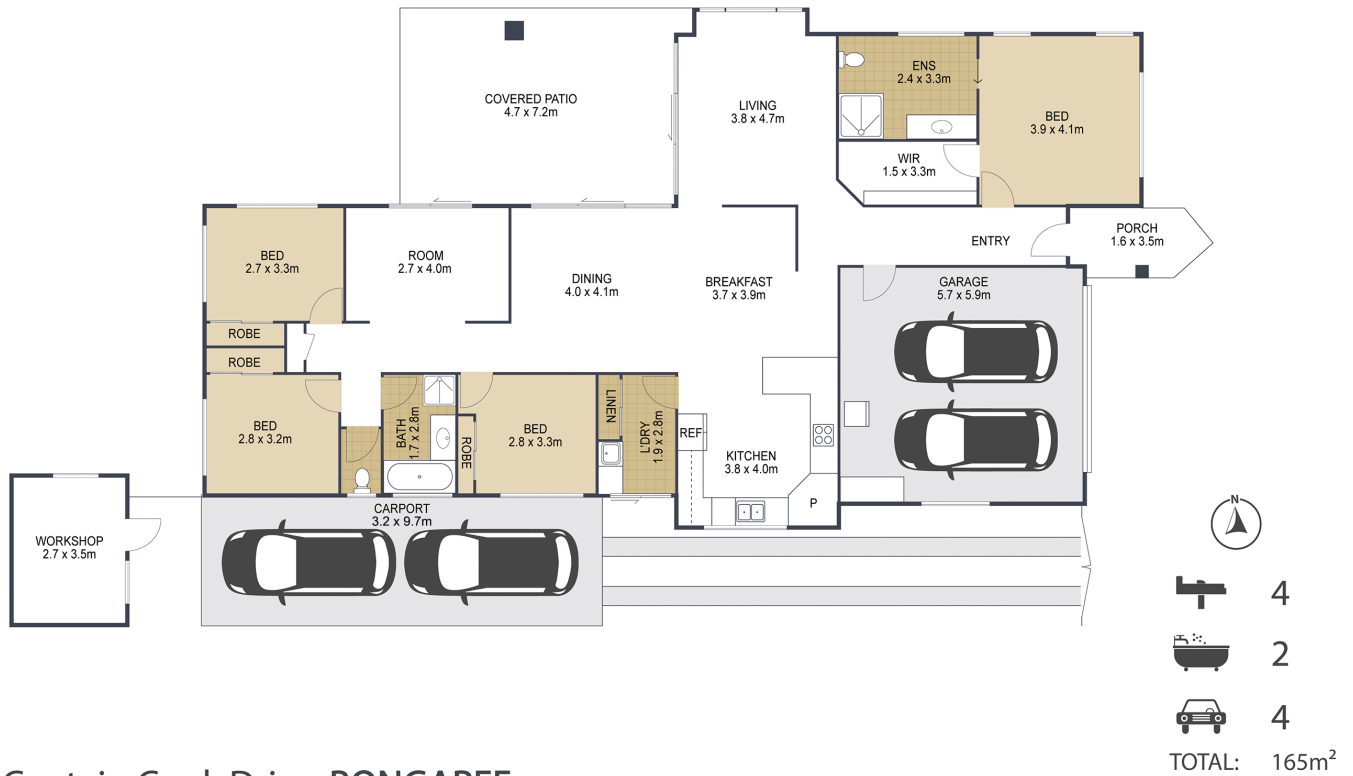 COVERED PATIO
4.7 x 7.2m
LIVING
3.8 x 4.7m
ENS
2.4 x 3.3m
BED
3.9 x 4.1m
WIR
1.5 x 3.3m
BED
2.7 x 3.3m
ROOM
2.7 x 4.0m
DINING
4.0 x 4.1m
BREAKFAST
3.7 x 3.9m
ENTRY
PORCH
1.6 x 3.5m
GARAGE
5.7 x 5.9m
ROBE
ROBE
BED
2.8 x 3.2m
BATH
1.7 x 2.8m
ROBE
BED
2.8 x 3.3m
LINEN
L'DRY
1.9 x 2.8m
REF
KITCHEN
3.8 x 4.0m
P
CARPORT
3.2 x 9.7m
WORKSHOP
2.7 x 3.5m
N
4
2
4
TOTAL: 165m²